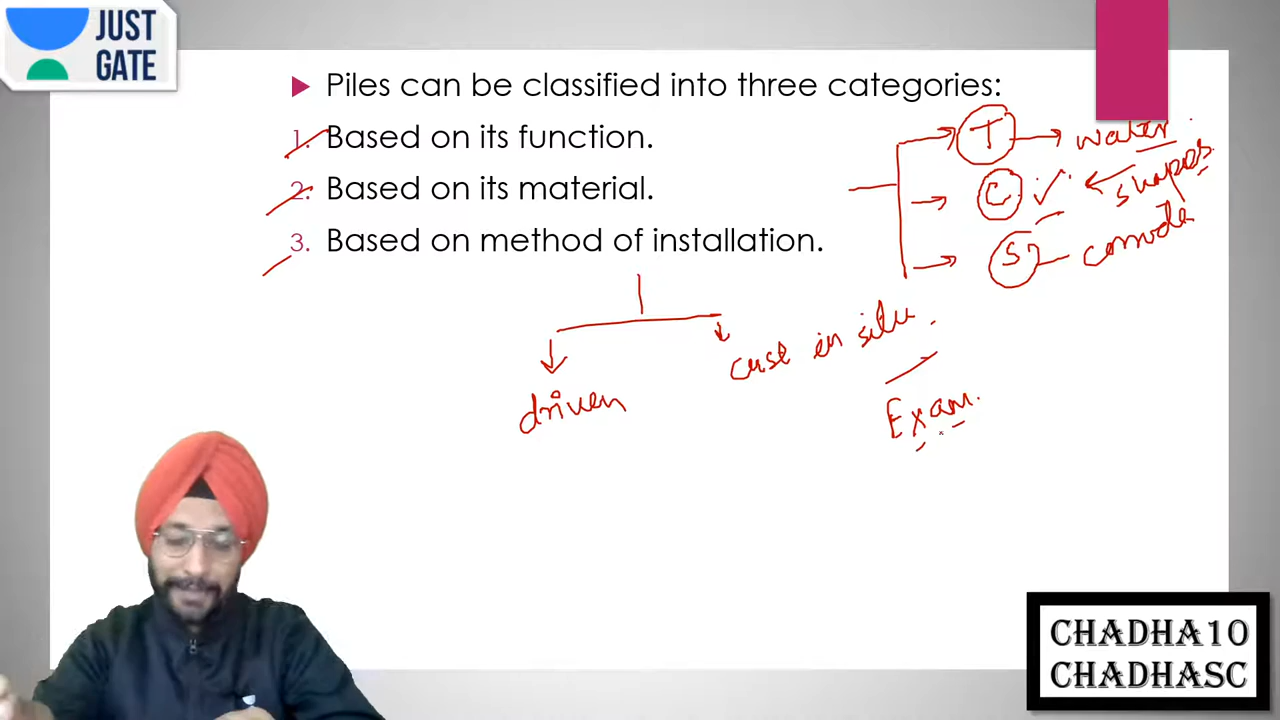 JUST
GATE
Piles can be classified into three categories:
1. Based on its function.
2. Based on its material.
3. Based on method of installation.
T
water.
C
shapes
S
corrode
driven
cast in situ.
Exam.
CHADHA10
CHADHASC